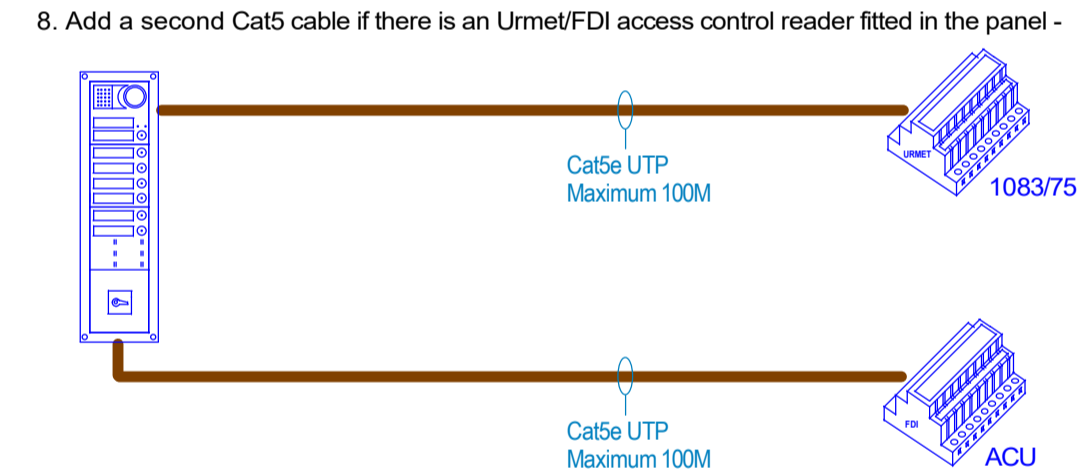 8. Add a second Cat5 cable if there is an Urmet/FDI access control reader fitted in the panel -
Cat5e UTP
Maximum 100M
URMET
1083/75
Cat5e UTP
Maximum 100M
FDI
ACU